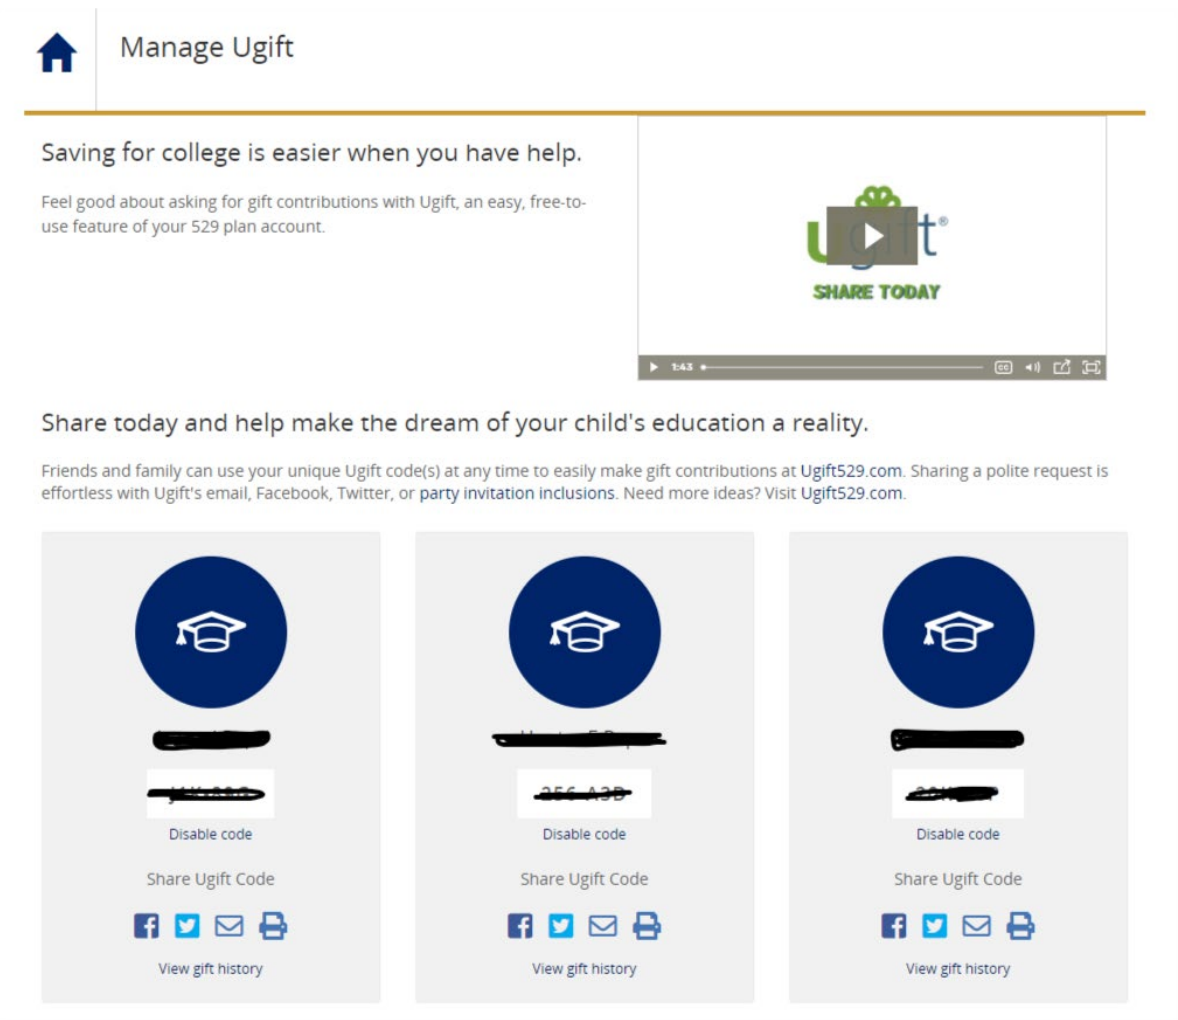 Manage Ugift
Saving for college is easier when you have help.
Feel good about asking for gift contributions with Ugift, an easy, free-to-
use feature of your 529 plan account.
ugift®
SHARE TODAY
1:43
CC
Share today and help make the dream of your child's education a reality.
Friends and family can use your unique Ugift code(s) at any time to easily make gift contributions at Ugift529.com. Sharing a polite request is
effortless with Ugift's email, Facebook, Twitter, or party invitation inclusions. Need more ideas? Visit Ugift529.com.
Disable code
Share Ugift Code
View gift history
Disable code
Share Ugift Code
View gift history
Disable code
Share Ugift Code
View gift history